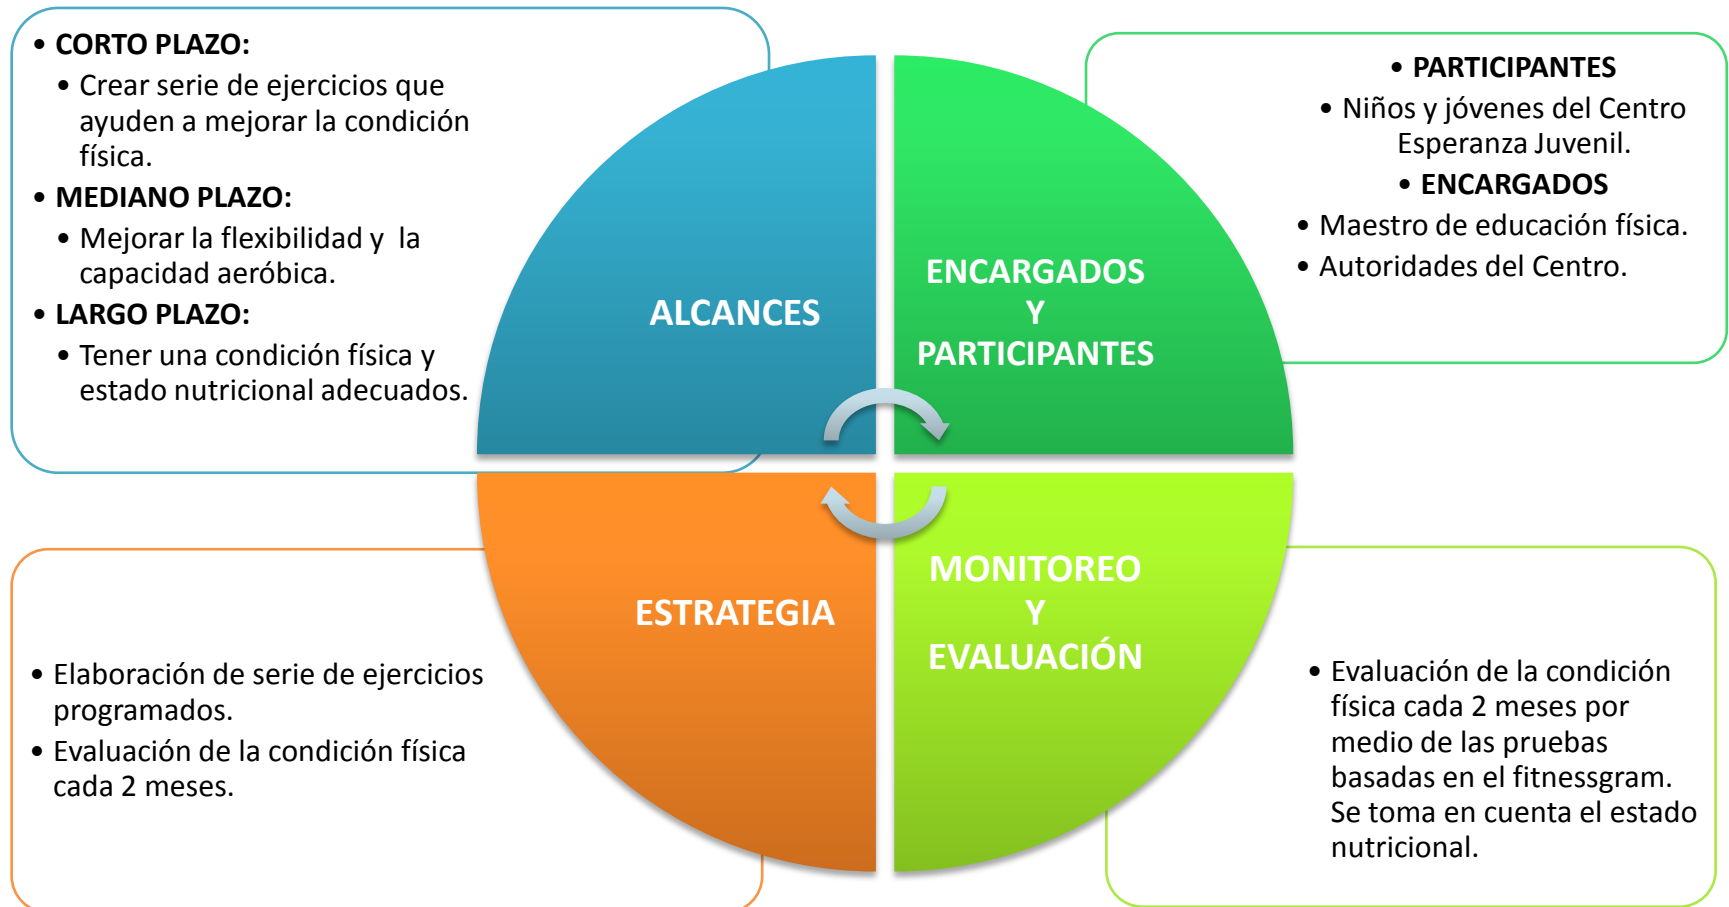 • CORTO PLAZO:
• Crear serie de ejercicios que
ayuden a mejorar la condición
física.
• MEDIANO PLAZO:
• Mejorar la flexibilidad y la
capacidad aeróbica.
• LARGO PLAZO:
• Tener una condición física y
estado nutricional adecuados.
ALCANCES
• PARTICIPANTES
• Niños y jóvenes del Centro
Esperanza Juvenil.
• ENCARGADOS
• Maestro de educación física.
• Autoridades del Centro.
ENCARGADOS
Y
PARTICIPANTES
• Elaboración de serie de ejercicios
programados.
• Evaluación de la condición física
cada 2 meses.
ESTRATEGIA
MONITOREO
Y
EVALUACIÓN
• Evaluación de la condición
física cada 2 meses por
medio de las pruebas
basadas en el fitnessgram.
Se toma en cuenta el estado
nutricional.